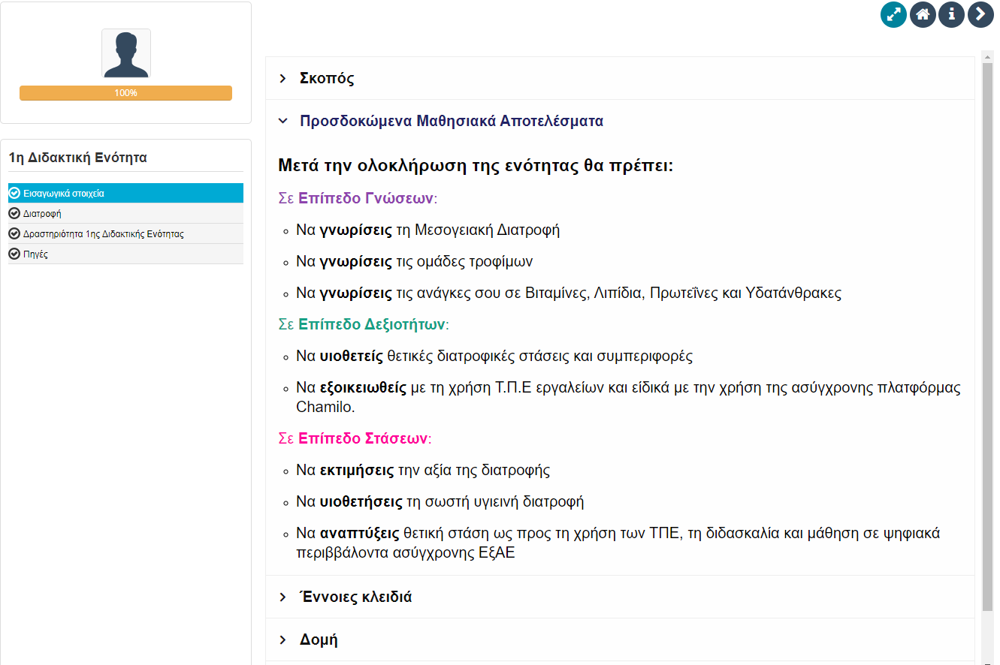 100%
1η Διδακτική Ενότητα
Εισαγωγικά στοιχεία
Διατροφή
Δραστηριότητα 1ης Διδακτικής Ενότητας
Πηγές
Σκοπός
Προσδοκώμενα Μαθησιακά Αποτελέσματα
Μετά την ολοκλήρωση της ενότητας θα πρέπει:
Σε Επίπεδο Γνώσεων:
Να γνωρίσεις τη Μεσογειακή Διατροφή
Να γνωρίσεις τις ομάδες τροφίμων
Να γνωρίσεις τις ανάγκες σου σε Βιταμίνες, Λιπίδια, Πρωτεΐνες και Υδατάνθρακες
Σε Επίπεδο Δεξιοτήτων:
Να υιοθετείς θετικές διατροφικές στάσεις και συμπεριφορές
Να εξοικειωθείς με τη χρήση Τ.Π.Ε εργαλείων και είδικά με την χρήση της ασύγχρονης πλατφόρμας
Chamilo.
Σε Επίπεδο Στάσεων:
Να εκτιμήσεις την αξία της διατροφής
Να υιοθετήσεις τη σωστή υγιεινή διατροφή
Να αναπτύξεις θετική στάση ως προς τη χρήση των ΤΠΕ, τη διδασκαλία και μάθηση σε ψηφιακά
περιββάλοντα ασύγχρονης ΕξΑΕ
Έννοιες κλειδιά
Δομή